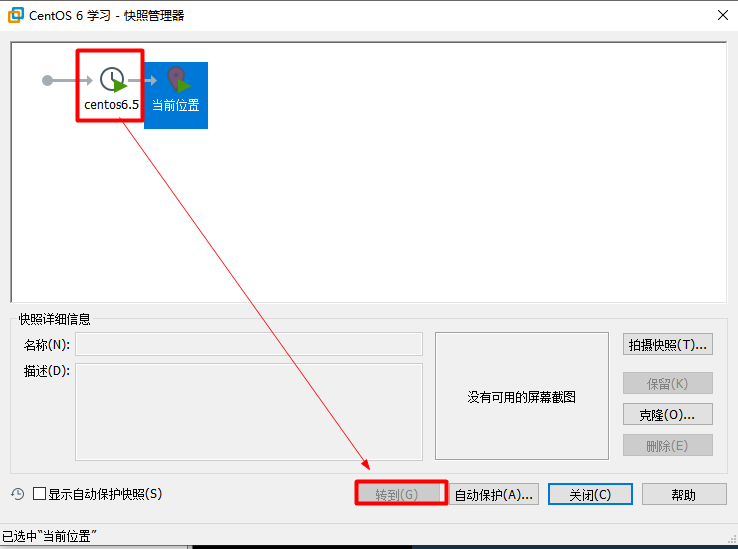 CentOS 6 学习 - 快照管理器
centos6.5
当前位置
快照详细信息
名称(N):
描述(D):
没有可用的屏幕截图
拍摄快照(T)...
保留(K)
克隆(O)...
删除(E)
显示自动保护快照(S)
转到(G)
自动保护(A)...
关闭(C)
帮助
已选中"当前位置"